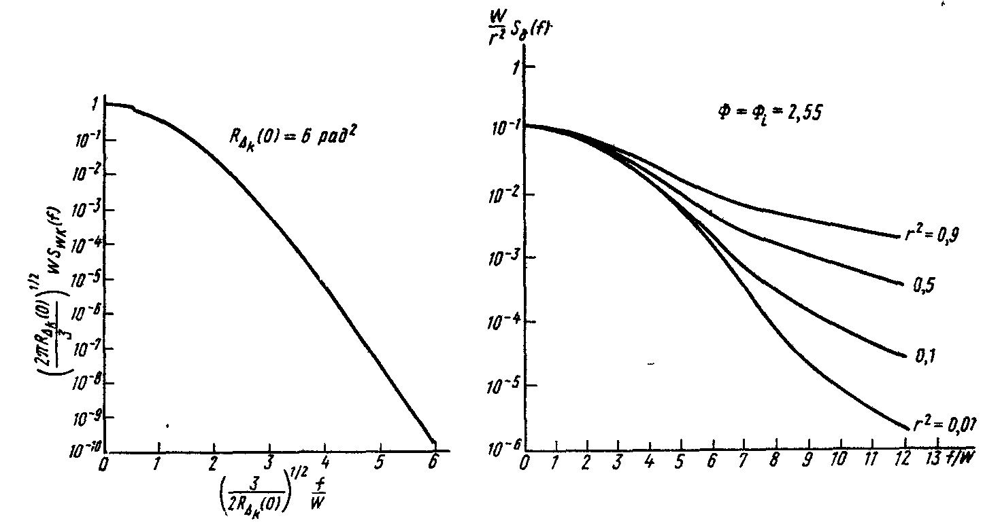 1
10⁻¹
10⁻²
10⁻³
10⁻⁴
10⁻⁵
10⁻⁶
10⁻⁷
10⁻⁸
10⁻⁹
10⁻¹⁰
(2πR_Δk(0)/3)^1/2 WS_WK(f)
R_Δk(0) = 6 рад²
0 1 2 3 4 5 6
(3/2R_Δk(0))^1/2 f/W
W/r² S_∂(f)
1
10⁻¹
10⁻²
10⁻³
10⁻⁴
10⁻⁵
10⁻⁶
Φ = Φ_i = 2,55
r² = 0,9
0,5
0,1
r² = 0,01
0 1 2 3 4 5 6 7 8 9 10 11 12 13 f/W